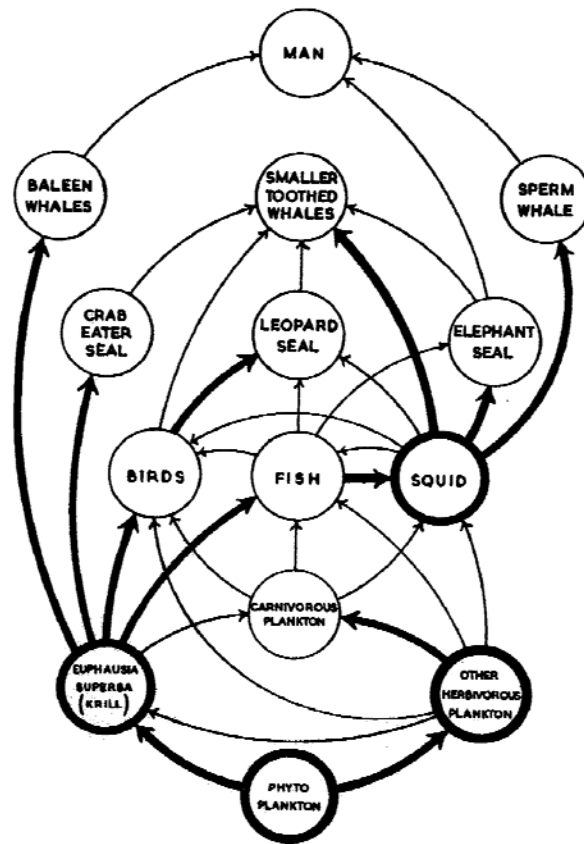 MAN
BALEEN
WHALES
SMALLER
TOOTHED
WHALES
SPERM
WHALE
CRAB
EATER
SEAL
LEOPARD
SEAL
ELEPHANT
SEAL
BIRDS
FISH
SQUID
CARNIVOROUS
PLANKTON
EUPHAUSIA
SUPERBA
(KRILL)
OTHER
HERBIVOROUS
PLANKTON
PHYTO
PLANKTON